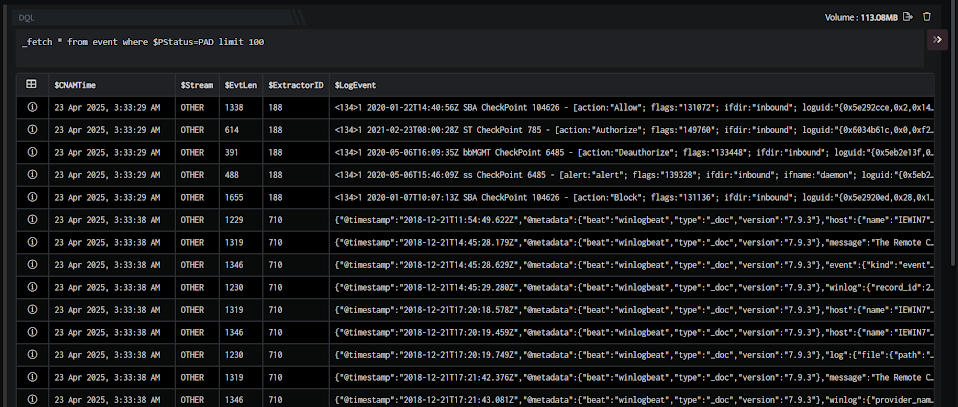 DQL
Volume : 113.08MB
_fetch * from event where $PStatus=PAD limit 100
$CNAMTime $Stream $EvtLen $ExtractorID $LogEvent
23 Apr 2025, 3:33:29 AM OTHER 1338 188 <134>1 2020-01-22T14:40:56Z SBA CheckPoint 104626 - [action:"Allow"; flags:"131072"; ifdir:"inbound"; loguid:"{0x5e292cce,0x2,0x14…
23 Apr 2025, 3:33:29 AM OTHER 614 188 <134>1 2021-02-23T08:00:28Z ST CheckPoint 785 - [action:"Authorize"; flags:"149760"; ifdir:"inbound"; loguid:"{0x6034b61c,0x0,0xf2…
23 Apr 2025, 3:33:29 AM OTHER 391 188 <134>1 2020-05-06T16:09:35Z bbMGMT CheckPoint 6485 - [action:"Deauthorize"; flags:"133448"; ifdir:"inbound"; loguid:"{0x5eb2e13f,0…
23 Apr 2025, 3:33:29 AM OTHER 488 188 <134>1 2020-05-06T15:46:09Z ss CheckPoint 6485 - [alert:"alert"; flags:"139328"; ifdir:"inbound"; ifname:"daemon"; loguid:"{0x5eb2…
23 Apr 2025, 3:33:29 AM OTHER 1655 188 <134>1 2020-01-07T10:07:13Z SBA CheckPoint 104626 - [action:"Block"; flags:"131136"; ifdir:"inbound"; loguid:"{0x5e2920ed,0x28,0x1…
23 Apr 2025, 3:33:38 AM OTHER 1229 710 {"@timestamp":"2018-12-21T11:54:49.622Z","@metadata":{"beat":"winlogbeat","type":"_doc","version":"7.9.3"},"host":{"name":"IEWIN7"…
23 Apr 2025, 3:33:38 AM OTHER 1319 710 {"@timestamp":"2018-12-21T14:45:28.179Z","@metadata":{"beat":"winlogbeat","type":"_doc","version":"7.9.3"},"message":"The Remote C…
23 Apr 2025, 3:33:38 AM OTHER 1346 710 {"@timestamp":"2018-12-21T14:45:28.629Z","@metadata":{"beat":"winlogbeat","type":"_doc","version":"7.9.3"},"event":{"kind":"event"…
23 Apr 2025, 3:33:38 AM OTHER 1230 710 {"@timestamp":"2018-12-21T14:45:29.280Z","@metadata":{"beat":"winlogbeat","type":"_doc","version":"7.9.3"},"winlog":{"record_id":2…
23 Apr 2025, 3:33:38 AM OTHER 1319 710 {"@timestamp":"2018-12-21T17:20:18.578Z","@metadata":{"beat":"winlogbeat","type":"_doc","version":"7.9.3"},"host":{"name":"IEWIN7"…
23 Apr 2025, 3:33:38 AM OTHER 1346 710 {"@timestamp":"2018-12-21T17:20:19.459Z","@metadata":{"beat":"winlogbeat","type":"_doc","version":"7.9.3"},"host":{"name":"IEWIN7"…
23 Apr 2025, 3:33:38 AM OTHER 1230 710 {"@timestamp":"2018-12-21T17:20:19.749Z","@metadata":{"beat":"winlogbeat","type":"_doc","version":"7.9.3"},"log":{"file":{"path":"…
23 Apr 2025, 3:33:38 AM OTHER 1319 710 {"@timestamp":"2018-12-21T17:21:42.376Z","@metadata":{"beat":"winlogbeat","type":"_doc","version":"7.9.3"},"message":"The Remote C…
23 Apr 2025, 3:33:38 AM OTHER 1346 710 {"@timestamp":"2018-12-21T17:21:43.081Z","@metadata":{"beat":"winlogbeat","type":"_doc","version":"7.9.3"},"winlog":{"provider_nam…